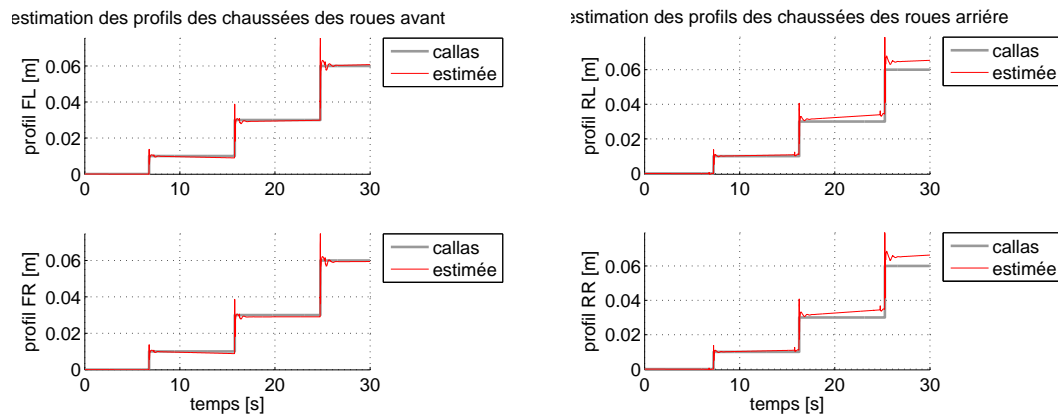 estimation des profils des chaussées des roues avant
profil FL [m]
0.06
0.04
0.02
0
0
10
20
30
callas
estimée
profil FR [m]
0.06
0.04
0.02
0
0
10
20
30
temps [s]
callas
estimée
estimation des profils des chaussées des roues arriére
profil RL [m]
0.06
0.04
0.02
0
0
10
20
30
callas
estimée
profil RR [m]
0.06
0.04
0.02
0
0
10
20
30
temps [s]
callas
estimée